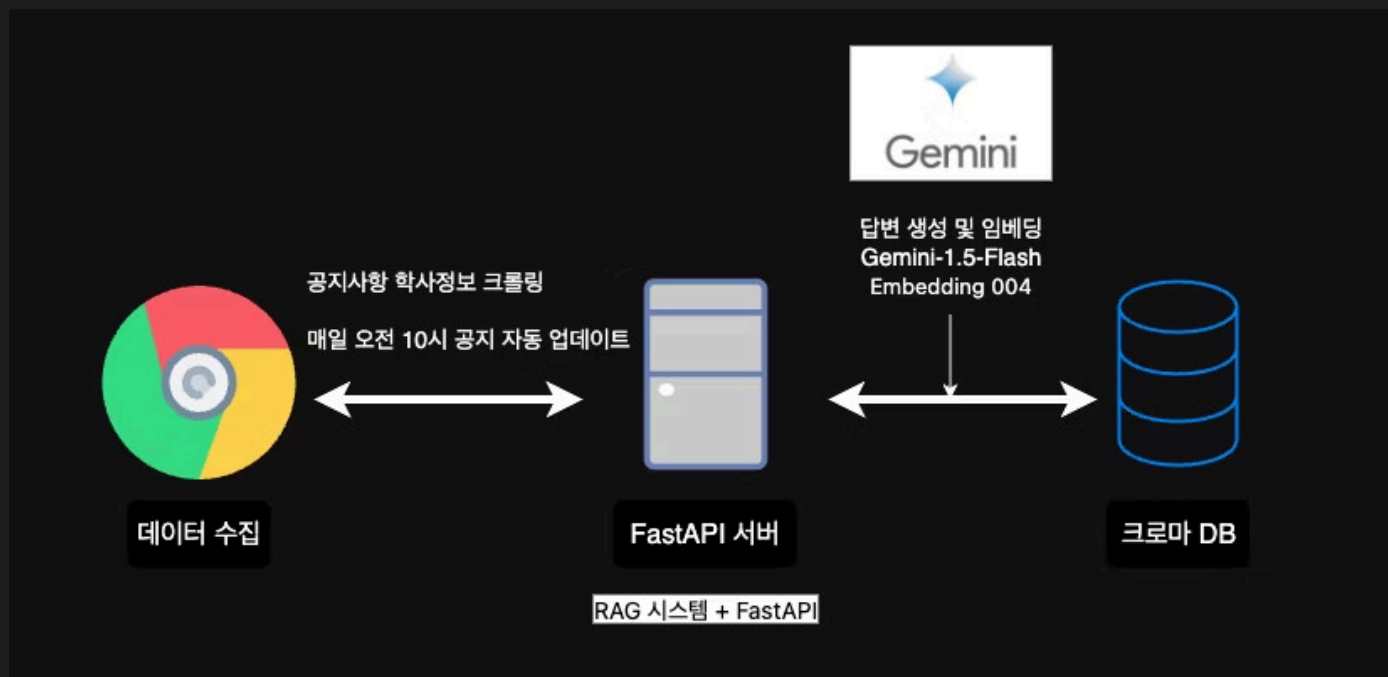 Gemini
답변 생성 및 임베딩
Gemini-1.5-Flash
Embedding 004
공지사항 학사정보 크롤링
매일 오전 10시 공지 자동 업데이트
데이터 수집
FastAPI 서버
크로마 DB
RAG 시스템 + FastAPI